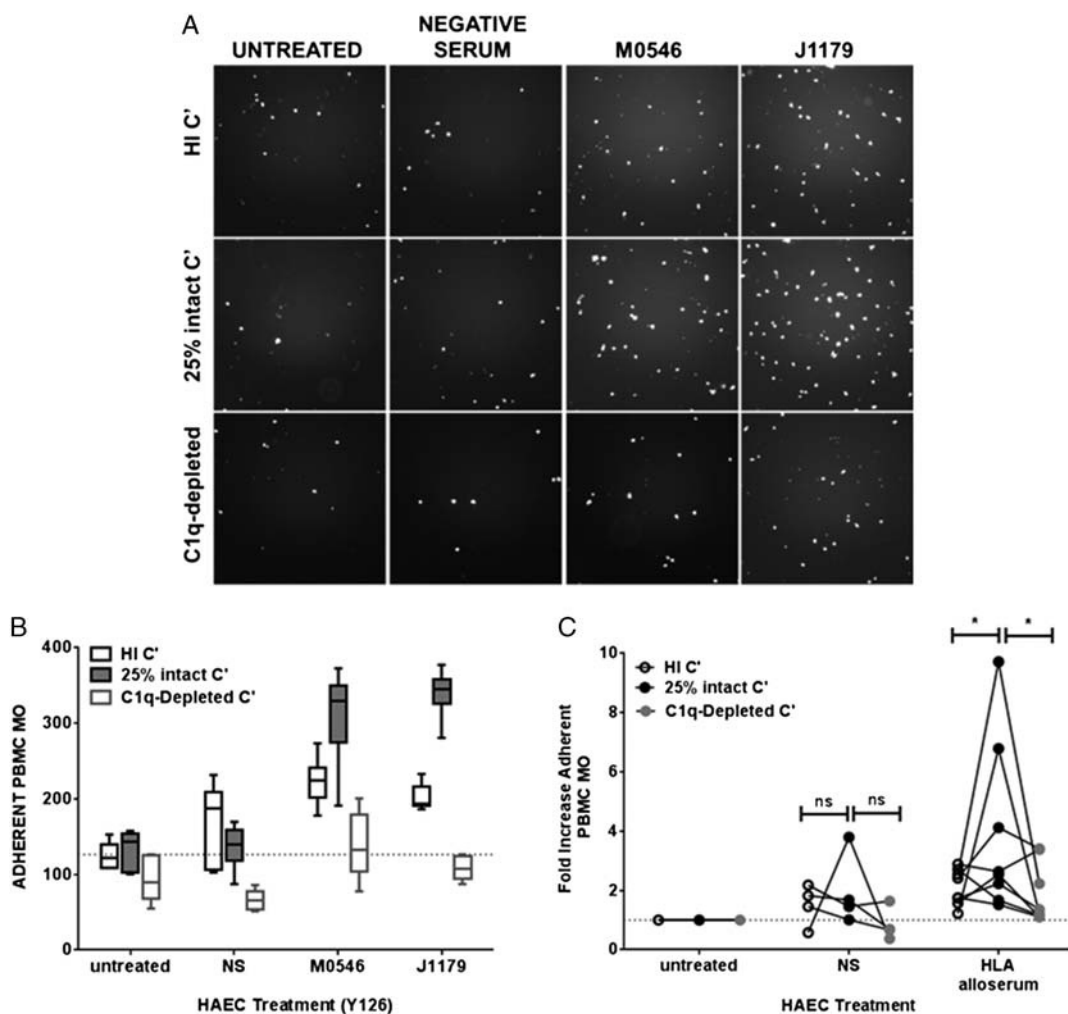 A
UNTREATED
NEGATIVE
SERUM
M0546
J1179
HI C'
25% intact C'
C1q-depleted
B
400
300
200
100
0
ADHERENT PBMC MO
HI C'
25% intact C'
C1q-Depleted C'
untreated
NS
M0546
J1179
HAEC Treatment (Y126)
C
10
8
6
4
2
0
Fold Increase Adherent
PBMC MO
HI C'
25% intact C'
C1q-Depleted C'
ns
ns
*
*
untreated
NS
HLA
alloserum
HAEC Treatment